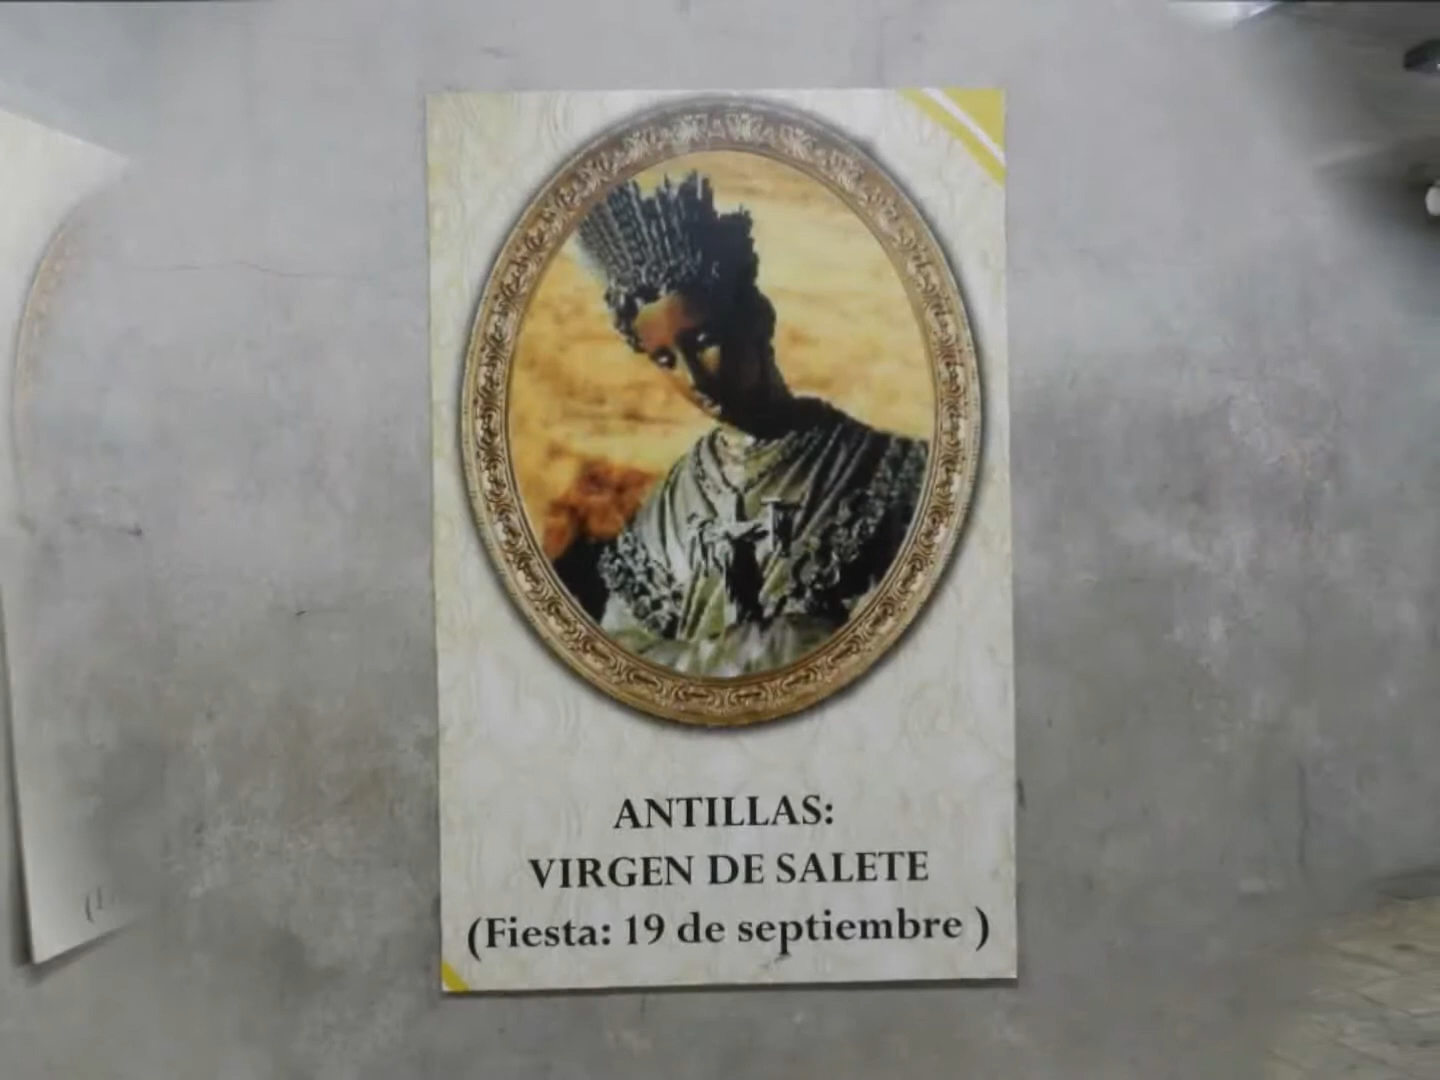 ANTILLAS:
VIRGEN DE SALETE
(Fiesta: 19 de septiembre )